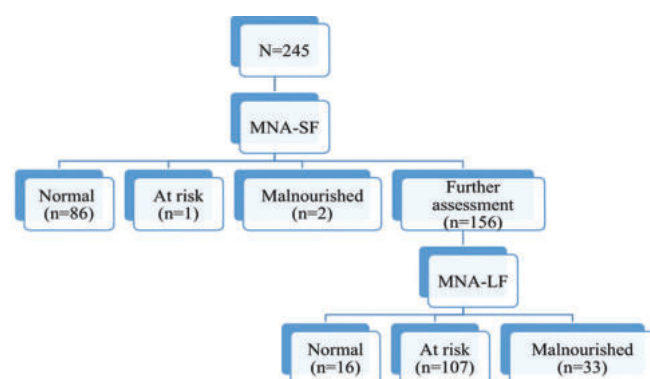 N=245
MNA-SF
Normal
(n=86)
At risk
(n=1)
Malnourished
(n=2)
Further
assessment
(n=156)
MNA-LF
Normal
(n=16)
At risk
(n=107)
Malnourished
(n=33)